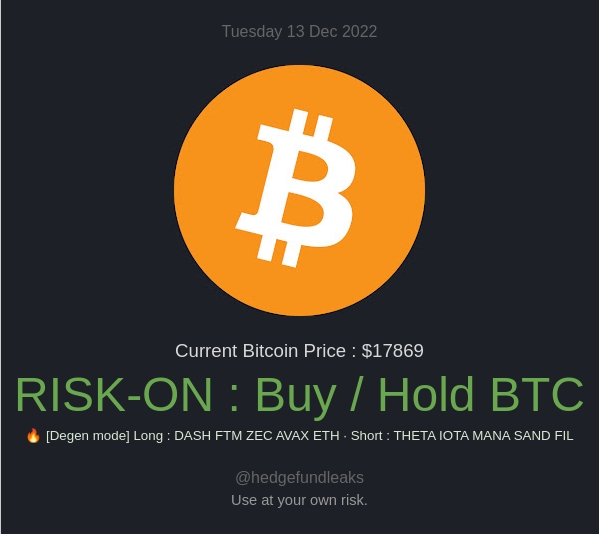 Tuesday 13 Dec 2022
Current Bitcoin Price : $17869
RISK-ON : Buy / Hold BTC
🔥 [Degen mode] Long : DASH FTM ZEC AVAX ETH · Short : THETA IOTA MANA SAND FIL
@hedgefundleaks
Use at your own risk.